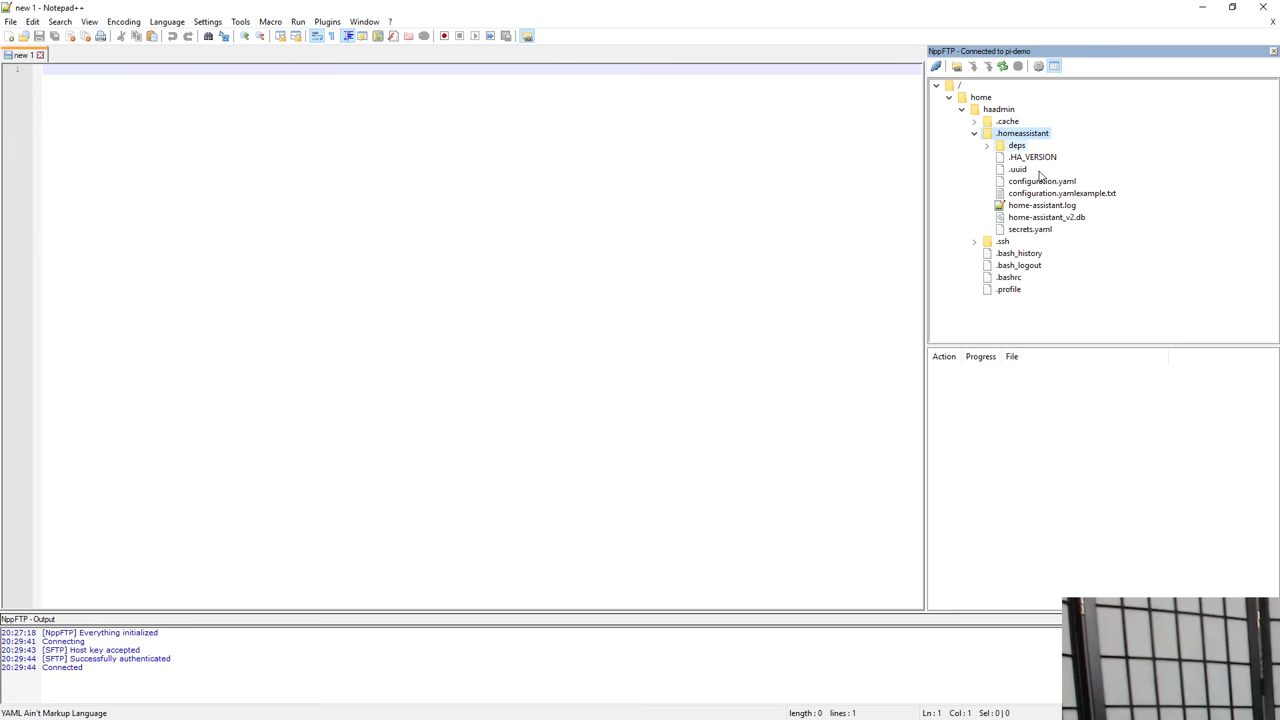 new 1 - Notepad++
File Edit Search View Encoding Language Settings Tools Macro Run Plugins Window ?
X
new 1
1
NppFTP - Connected to pi-demo
/
home
haadmin
.cache
.homeassistant
deps
.HA_VERSION
.uuid
configuration.yaml
configuration.yamlexample.txt
home-assistant.log
home-assistant_v2.db
secrets.yaml
.ssh
.bash_history
.bash_logout
.bashrc
.profile
Action Progress File
NppFTP - Output
20:27:18 [NppFTP] Everything initialized
20:29:41 Connecting
20:29:43 [SFTP] Host key accepted
20:29:44 [SFTP] Successfully authenticated
20:29:44 Connected
YAML Ain't Markup Language length : 0 lines : 1 Ln : 1 Col : 1 Sel : 0 | 0